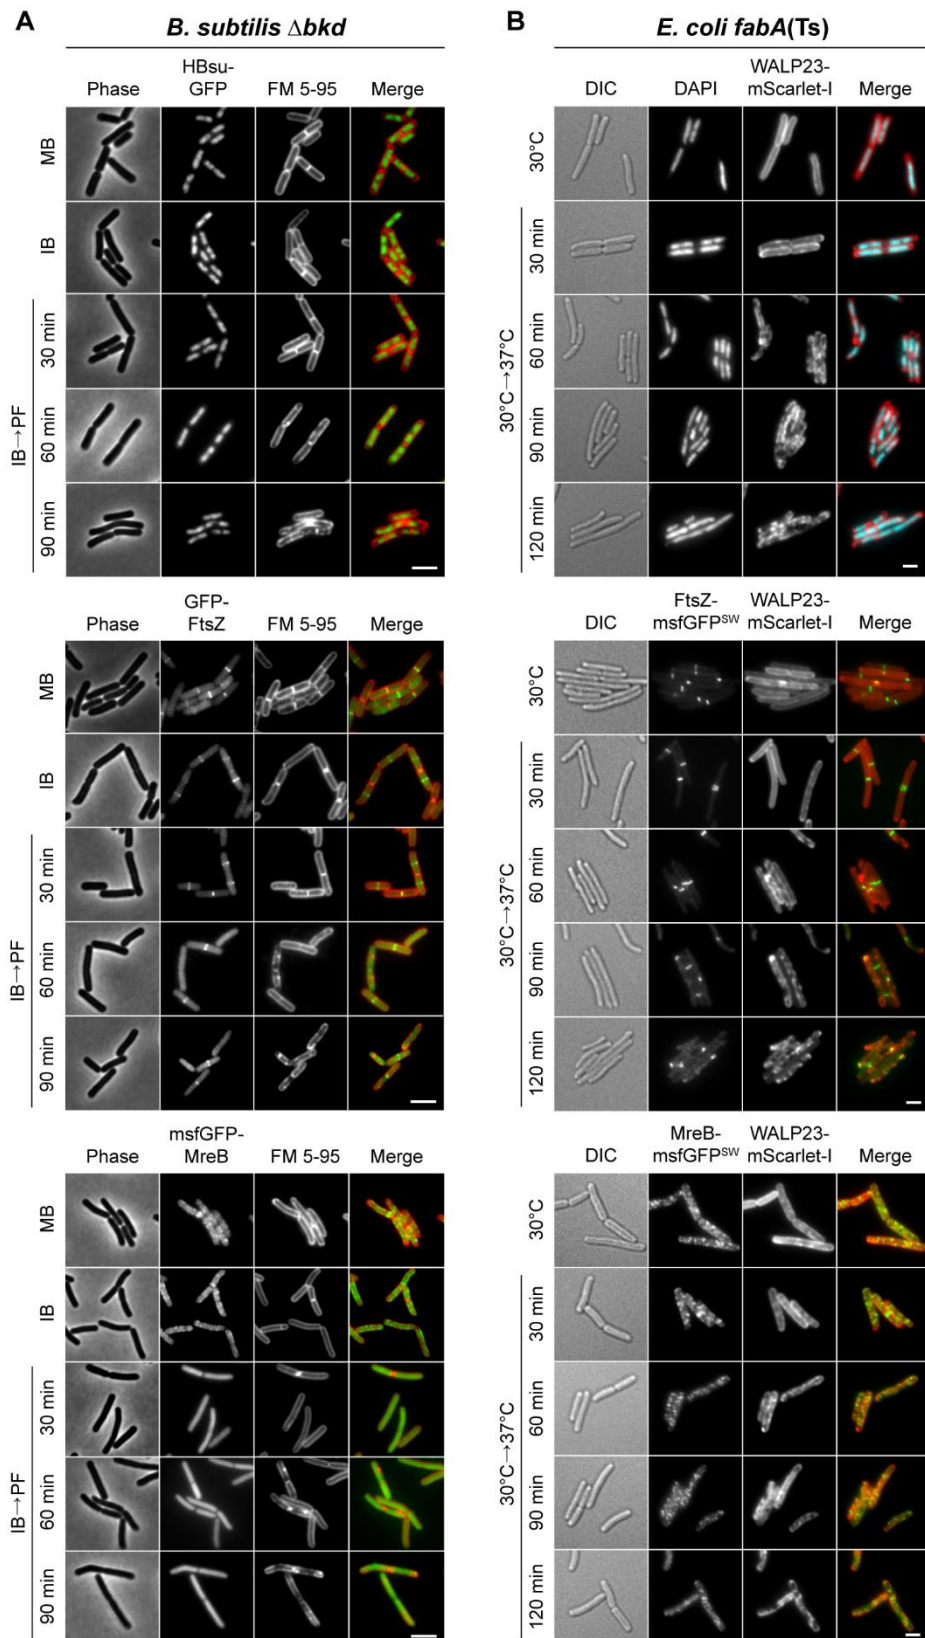 A
B. subtilis Δbkd
Phase
HBsu-
GFP
FM 5-95
Merge
MB
IB
IB→PF
30 min
60 min
90 min
Phase
GFP-
FtsZ
FM 5-95
Merge
MB
IB
IB→PF
30 min
60 min
90 min
Phase
msfGFP-
MreB
FM 5-95
Merge
MB
IB
IB→PF
30 min
60 min
90 min
B
E. coli fabA(Ts)
DIC
DAPI
WALP23-
mScarlet-I
Merge
30°C
30°C→37°C
30 min
60 min
90 min
120 min
DIC
FtsZ-
msfGFPˢᵂ
WALP23-
mScarlet-I
Merge
30°C
30°C→37°C
30 min
60 min
90 min
120 min
DIC
MreB-
msfGFPˢᵂ
WALP23-
mScarlet-I
Merge
30°C
30°C→37°C
30 min
60 min
90 min
120 min